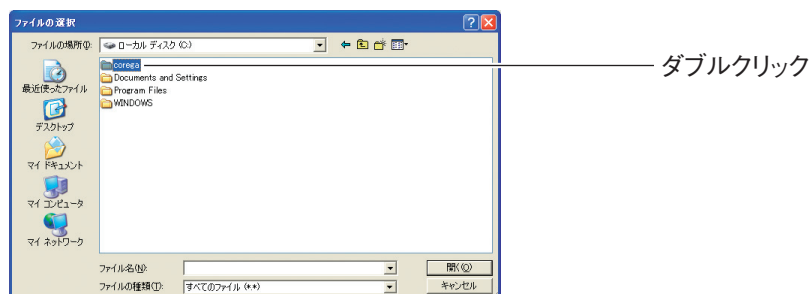 ファイルの選択
ファイルの場所(I):
ローカル ディスク (C:)
corega
Documents and Settings
Program Files
WINDOWS
ダブルクリック
最近使ったファイル
デスクトップ
マイ ドキュメント
マイ コンピュータ
マイ ネットワーク
ファイル名(N):
開く(O)
ファイルの種類(T):
すべてのファイル (*.*)
キャンセル